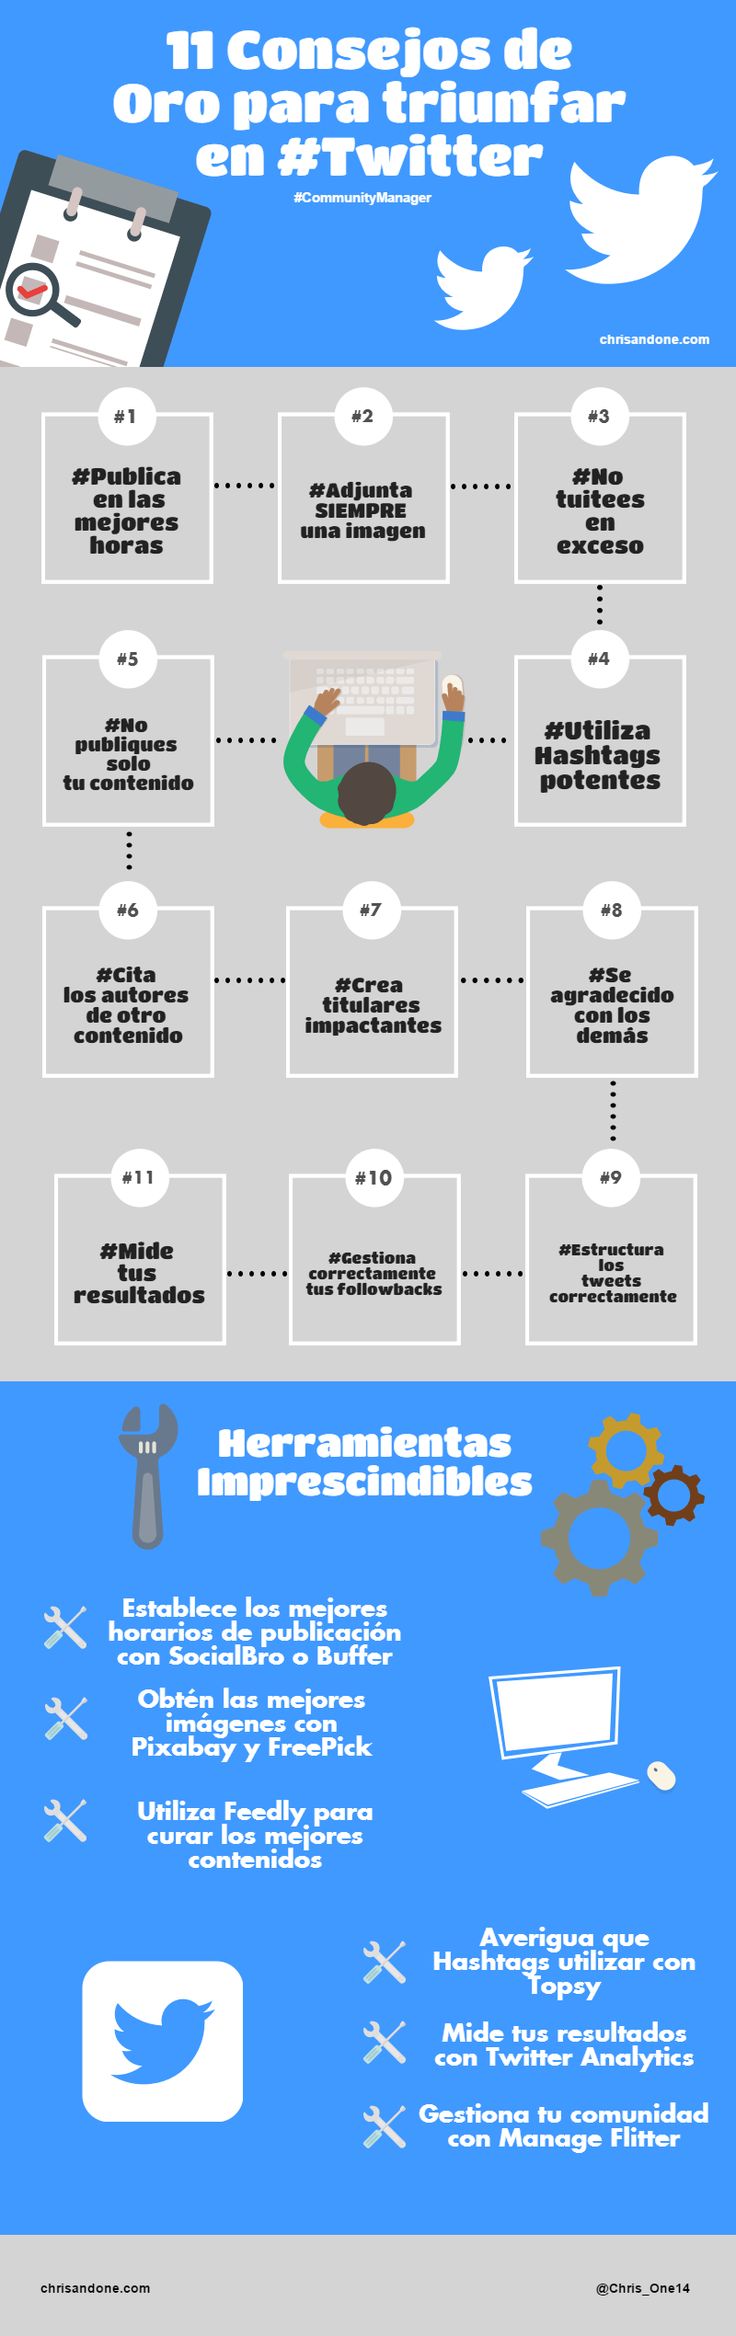 11 Consejos de
Oro para triunfar
en #Twitter
#CommunityManager
chrisandone.com
#1
#Publica
en las
mejores
horas
#2
#Adjunta
SIEMPRE
una imagen
#3
#No
tuitees
en
exceso
#4
#Utiliza
Hashtags
potentes
#5
#No
publiques
solo
tu contenido
#6
#Cita
los autores
de otro
contenido
#7
#Crea
titulares
impactantes
#8
#Se
agradecido
con los
demás
#9
#Estructura
los
tweets
correctamente
#10
#Gestiona
correctamente
tus followbacks
#11
#Mide
tus
resultados
Herramientas
Imprescindibles
Establece los mejores
horarios de publicación
con SocialBro o Buffer
Obtén las mejores
imágenes con
Pixabay y FreePick
Utiliza Feedly para
curar los mejores
contenidos
Averigua que
Hashtags utilizar con
Topsy
Mide tus resultados
con Twitter Analytics
Gestiona tu comunidad
con Manage Flitter
chrisandone.com
@Chris_One14